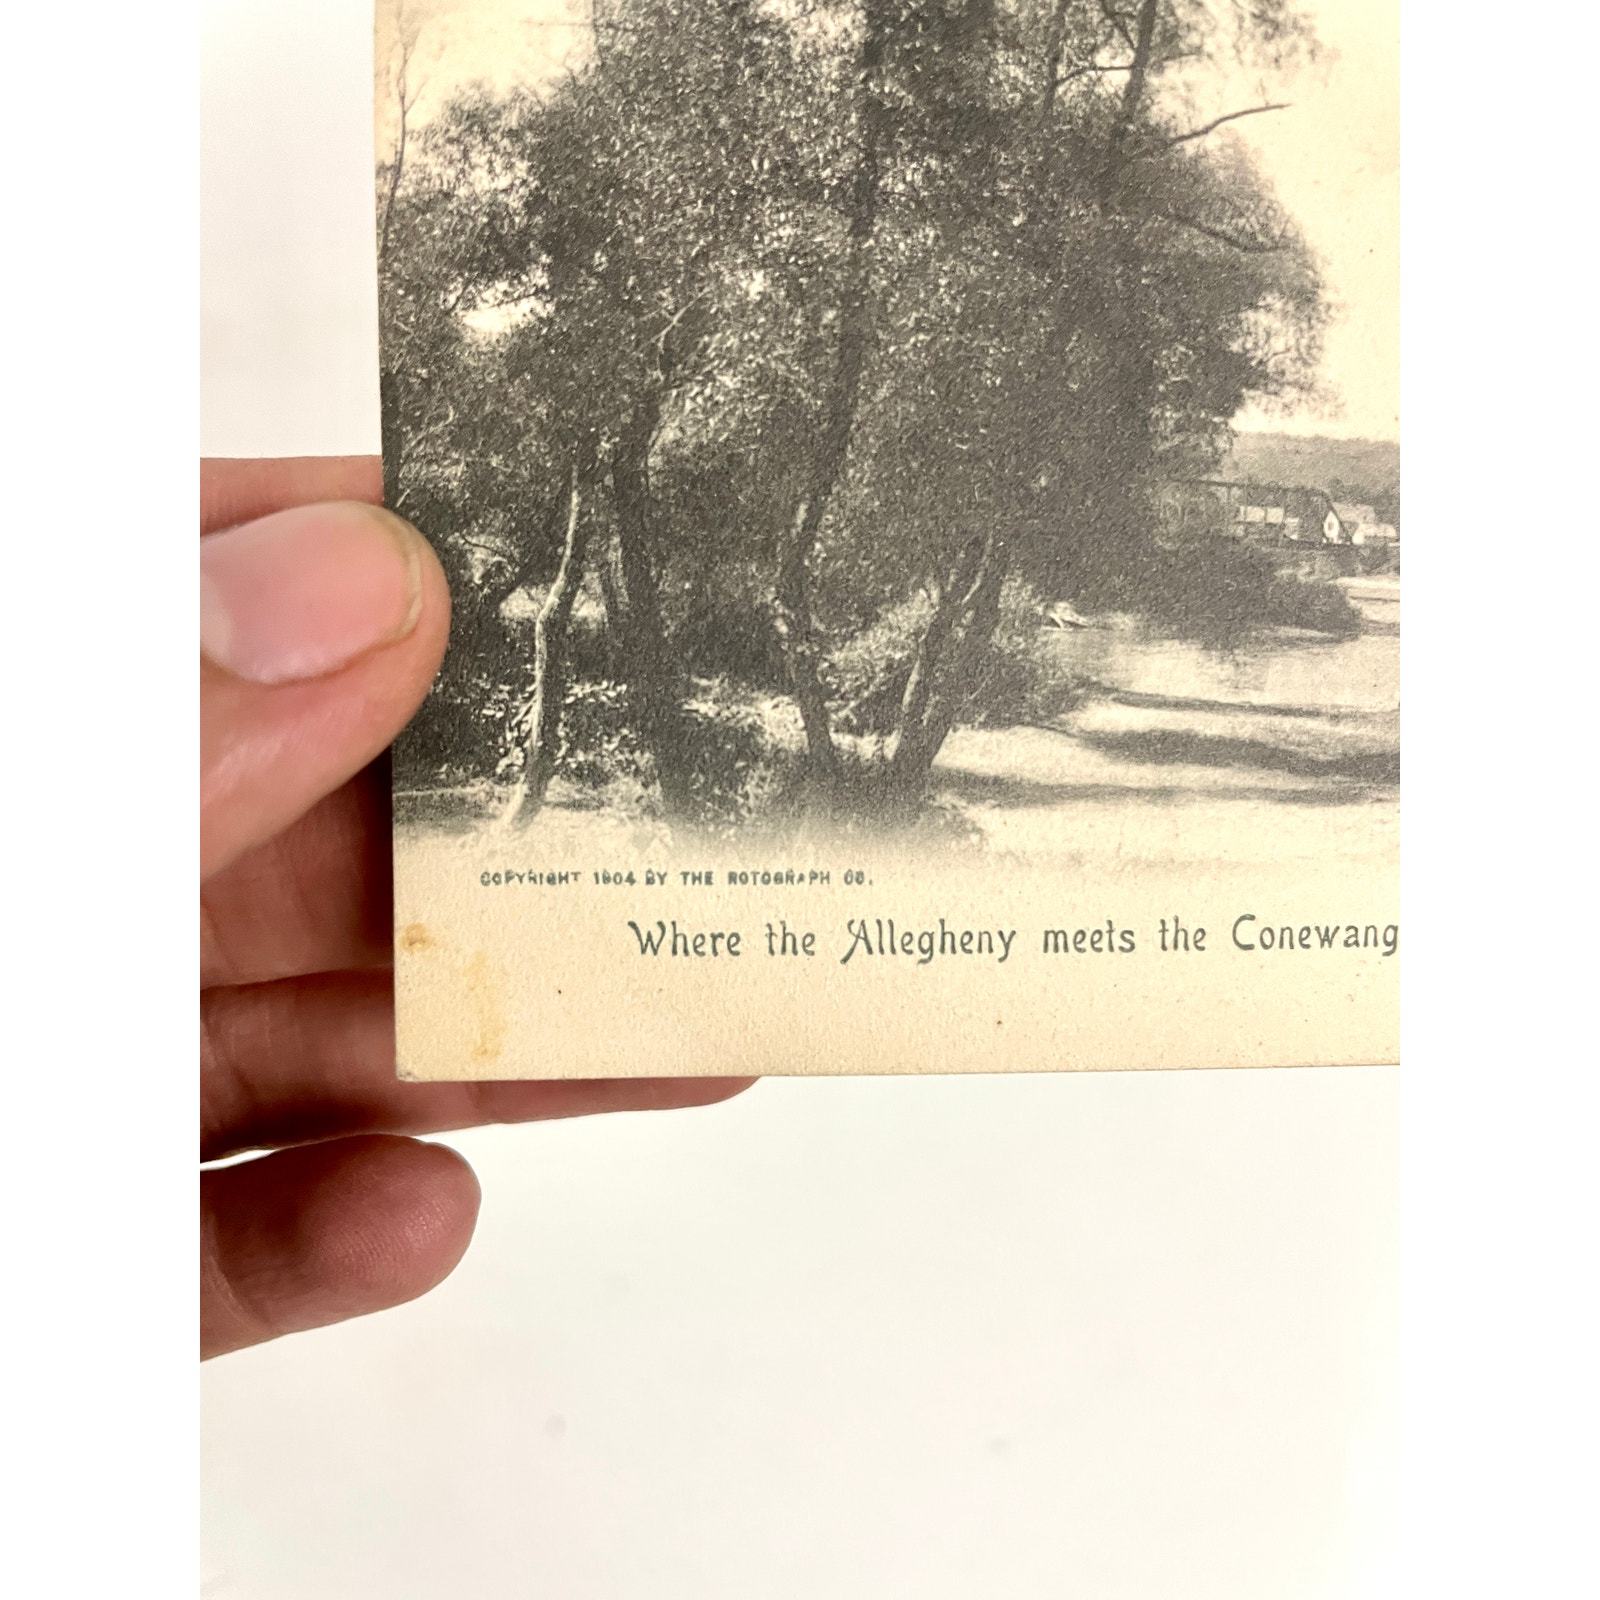 COPYRIGHT 1904 BY THE ROTOGRAPH CO.
Where the Allegheny meets the Conewang